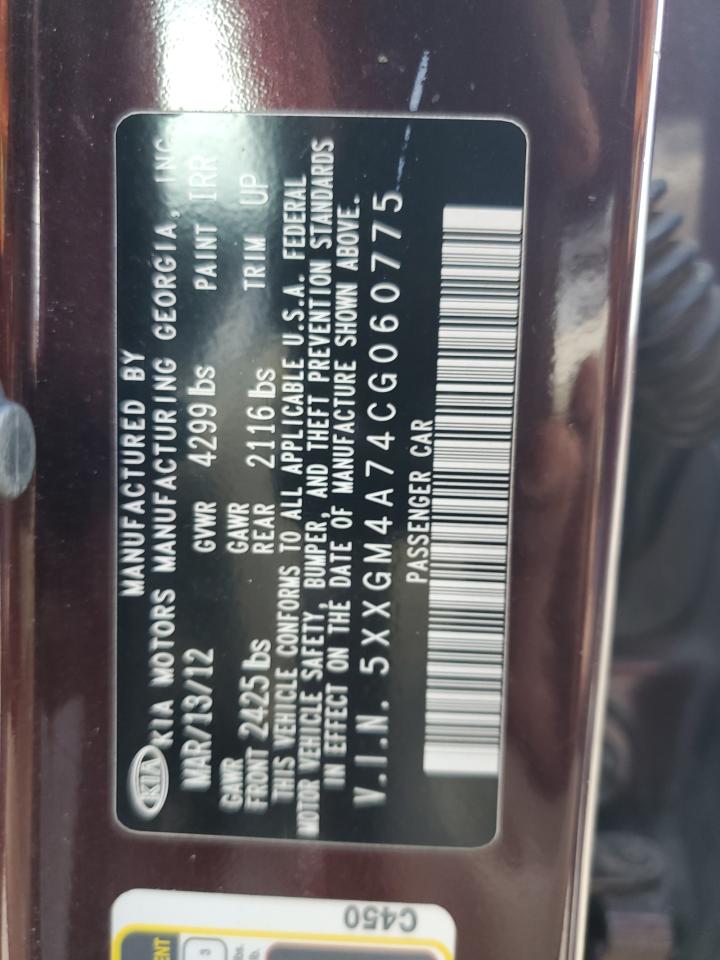 KIA
MANUFACTURED BY
KIA MOTORS MANUFACTURING GEORGIA, INC
MAR/13/12 GVWR 4299 lbs PAINT IRR
GAWR FRONT 2425 lbs GAWR REAR 2116 lbs TRIM UP
THIS VEHICLE CONFORMS TO ALL APPLICABLE U.S.A. FEDERAL
MOTOR VEHICLE SAFETY, BUMPER, AND THEFT PREVENTION STANDARDS
IN EFFECT ON THE DATE OF MANUFACTURE SHOWN ABOVE.
V.I.N. 5XXGM4A74CG060775
PASSENGER CAR
C450
3